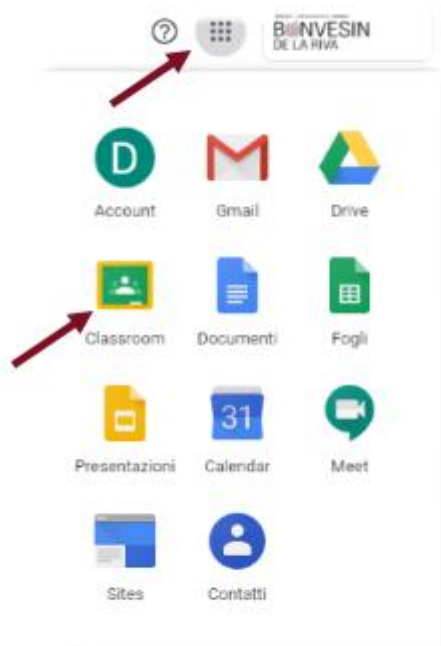 BONVESIN
DE LA RIVA
D
Account Gmail Drive
Classroom Documenti Fogli
31
Presentazioni Calendar Meet
Sites Contatti